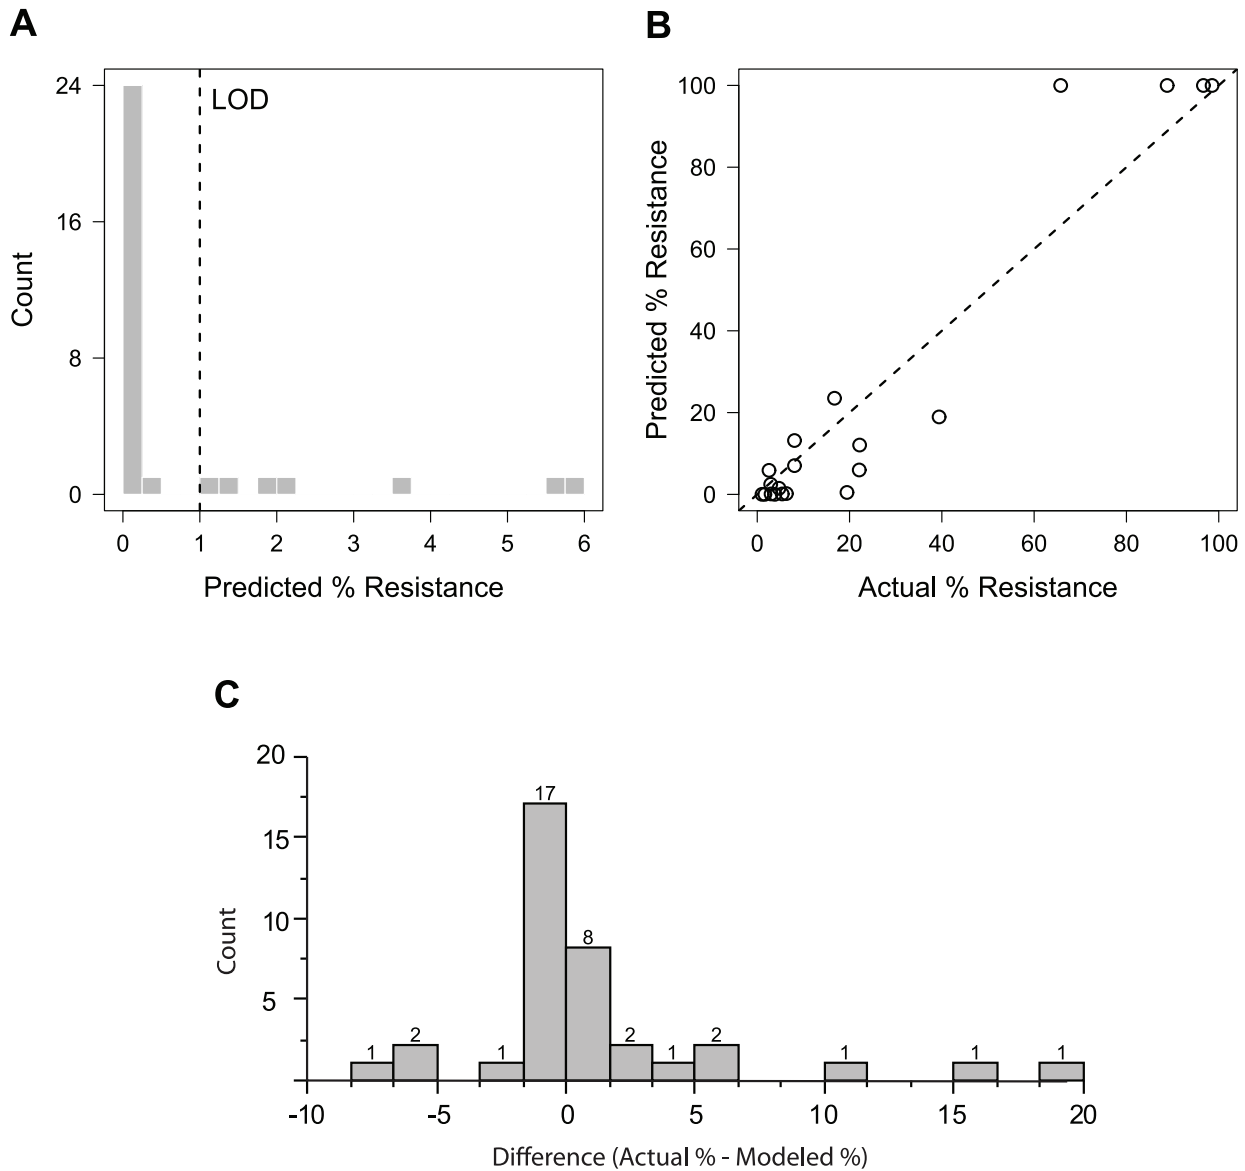 A
B
24
16
8
0
Count
LOD
0 1 2 3 4 5 6
Predicted % Resistance
100
80
60
40
20
0
Predicted % Resistance
0 20 40 60 80 100
Actual % Resistance
C
20
15
10
5
Count
1 2 1 17 8 2 1 2 1 1 1
-10 -5 0 5 10 15 20
Difference (Actual % - Modeled %)